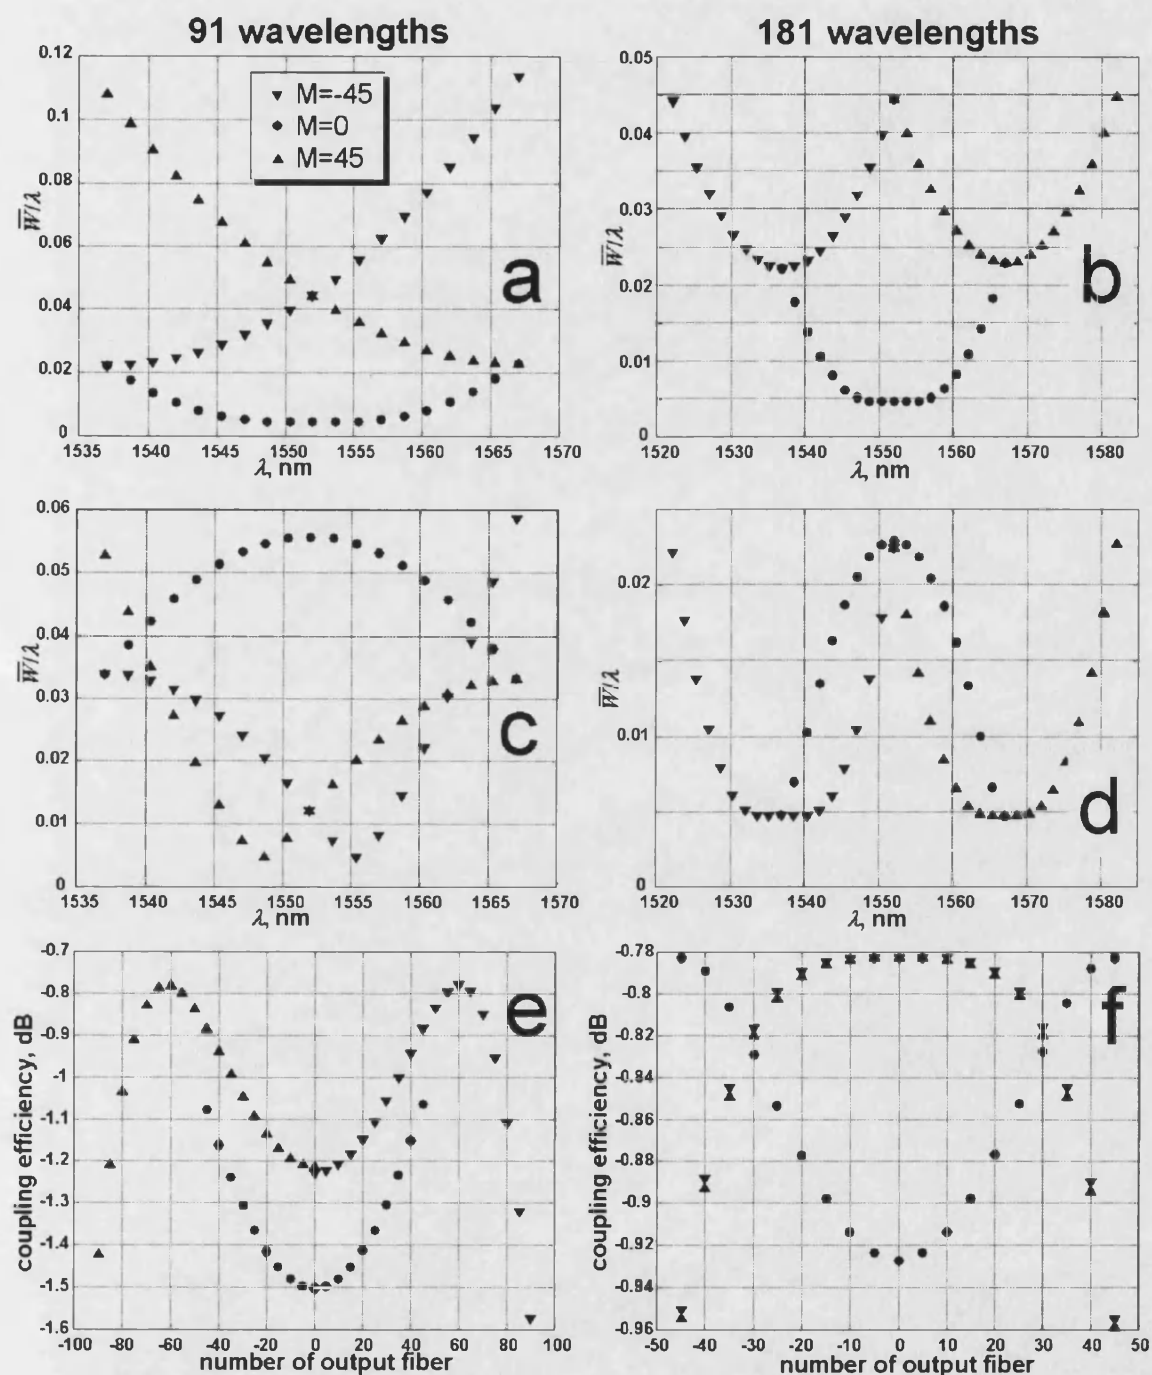 91 wavelengths
181 wavelengths
0.12
0.1
0.08
0.06
0.04
0.02
0
W/λ
M=-45
M=0
M=45
a
1535 1540 1545 1550 1555 1560 1565 1570
λ, nm
0.05
0.04
0.03
0.02
0.01
0
W/λ
b
1520 1530 1540 1550 1560 1570 1580
λ, nm
0.06
0.05
0.04
0.03
0.02
0.01
0
W/λ
c
1535 1540 1545 1550 1555 1560 1565 1570
λ, nm
0.02
0.01
0
W/λ
d
1520 1530 1540 1550 1560 1570 1580
λ, nm
-0.7
-0.8
-0.9
-1
-1.1
-1.2
-1.3
-1.4
-1.5
-1.6
coupling efficiency, dB
e
-100 -80 -60 -40 -20 0 20 40 60 80 100
number of output fiber
-0.78
-0.8
-0.82
-0.84
-0.86
-0.88
-0.9
-0.92
-0.94
-0.96
coupling efficiency, dB
f
-50 -40 -30 -20 -10 0 10 20 30 40 50
number of output fiber